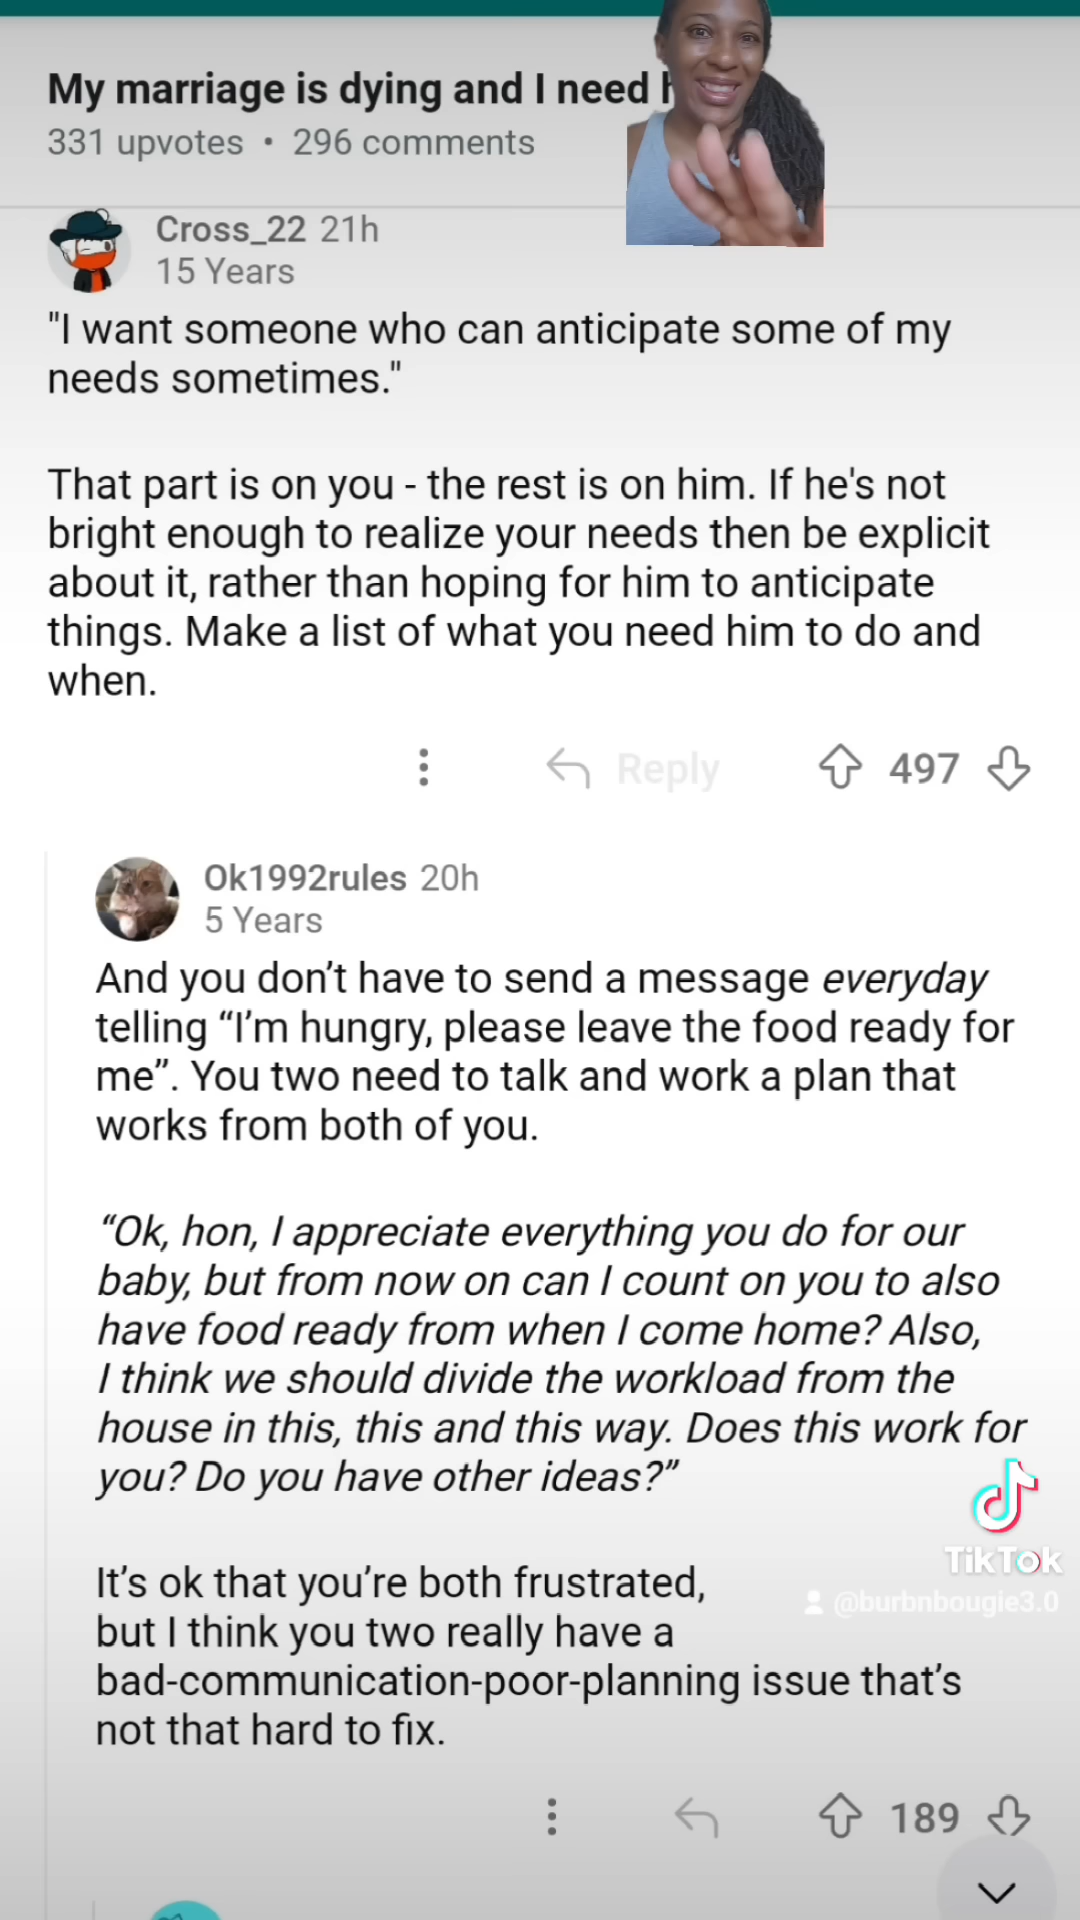 My marriage is dying and I need
331 upvotes • 296 comments
Cross_22 21h
15 Years
"I want someone who can anticipate some of my
needs sometimes."
That part is on you - the rest is on him. If he's not
bright enough to realize your needs then be explicit
about it, rather than hoping for him to anticipate
things. Make a list of what you need him to do and
when.
Reply 497
Ok1992rules 20h
5 Years
And you don’t have to send a message everyday
telling “I’m hungry, please leave the food ready for
me”. You two need to talk and work a plan that
works from both of you.
“Ok, hon, I appreciate everything you do for our
baby, but from now on can I count on you to also
have food ready from when I come home? Also,
I think we should divide the workload from the
house in this, this and this way. Does this work for
you? Do you have other ideas?”
TikTok
@burbnbougie3.0
It’s ok that you’re both frustrated,
but I think you two really have a
bad-communication-poor-planning issue that’s
not that hard to fix.
189